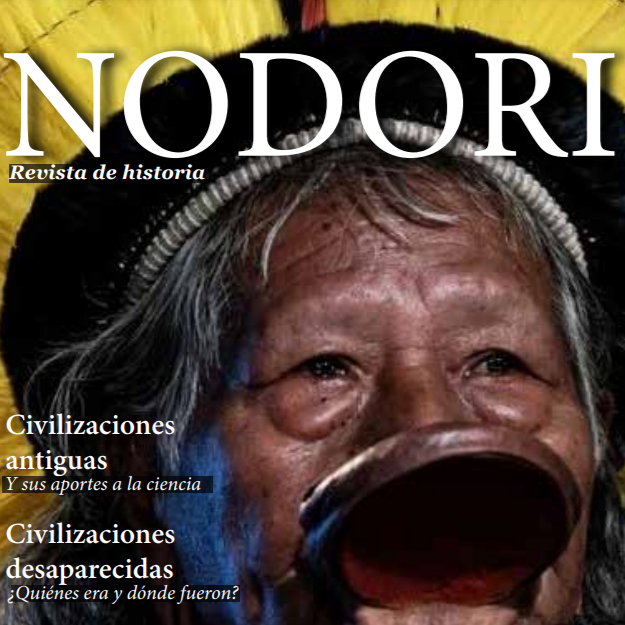 NODORI
Revista de historia
Civilizaciones
antiguas
Y sus aportes a la ciencia
Civilizaciones
desaparecidas
¿Quiénes era y dónde fueron?